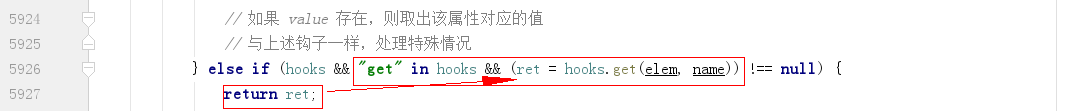 5924 // 如果 value 存在，则取出该属性对应的值
5925 // 与上述钩子一样，处理特殊情况
5926 } else if (hooks && "get" in hooks && (ret = hooks.get(elem, name)) !== null) {
5927 return ret;